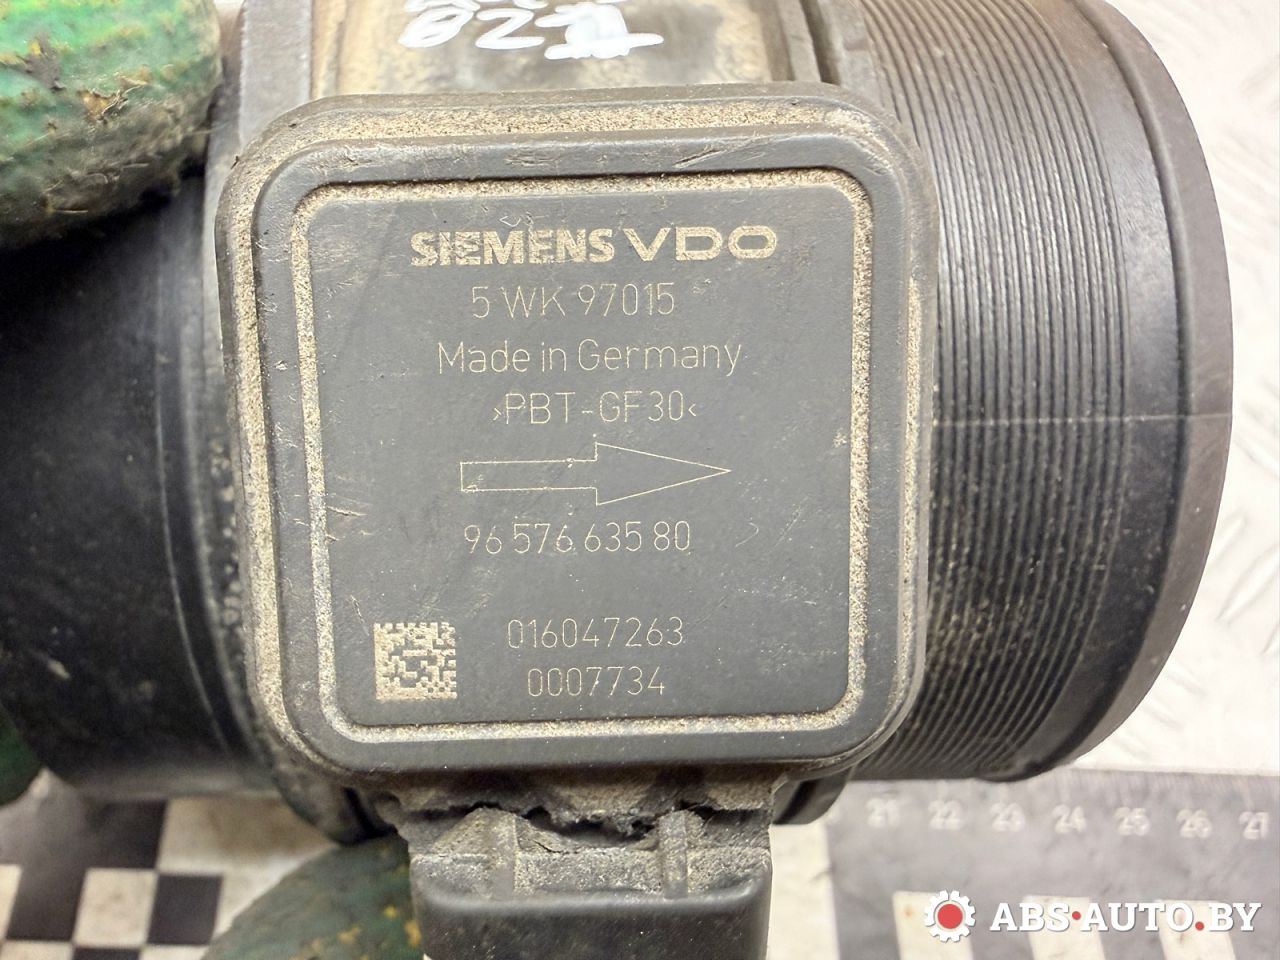 SIEMENS VDO
5 WK 97015
Made in Germany
›PBT-GF30‹
96 576 635 80
016047263
0007734
21 22 23 24 25 26 27
ABS-AUTO.BY